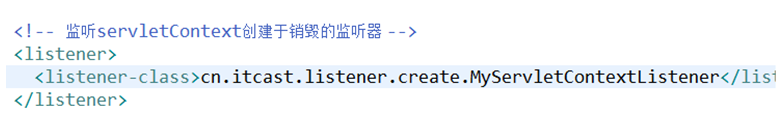 <!-- 监听servletContext创建于销毁的监听器 -->
<listener>
<listener-class>cn.itcast.listener.create.MyServletContextListener</list
</listener>